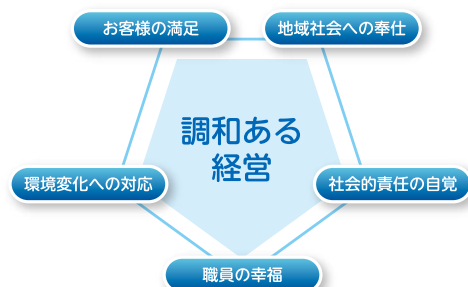 お客様の満足
地域社会への奉仕
調和ある
経営
環境変化への対応
社会的責任の自覚
職員の幸福